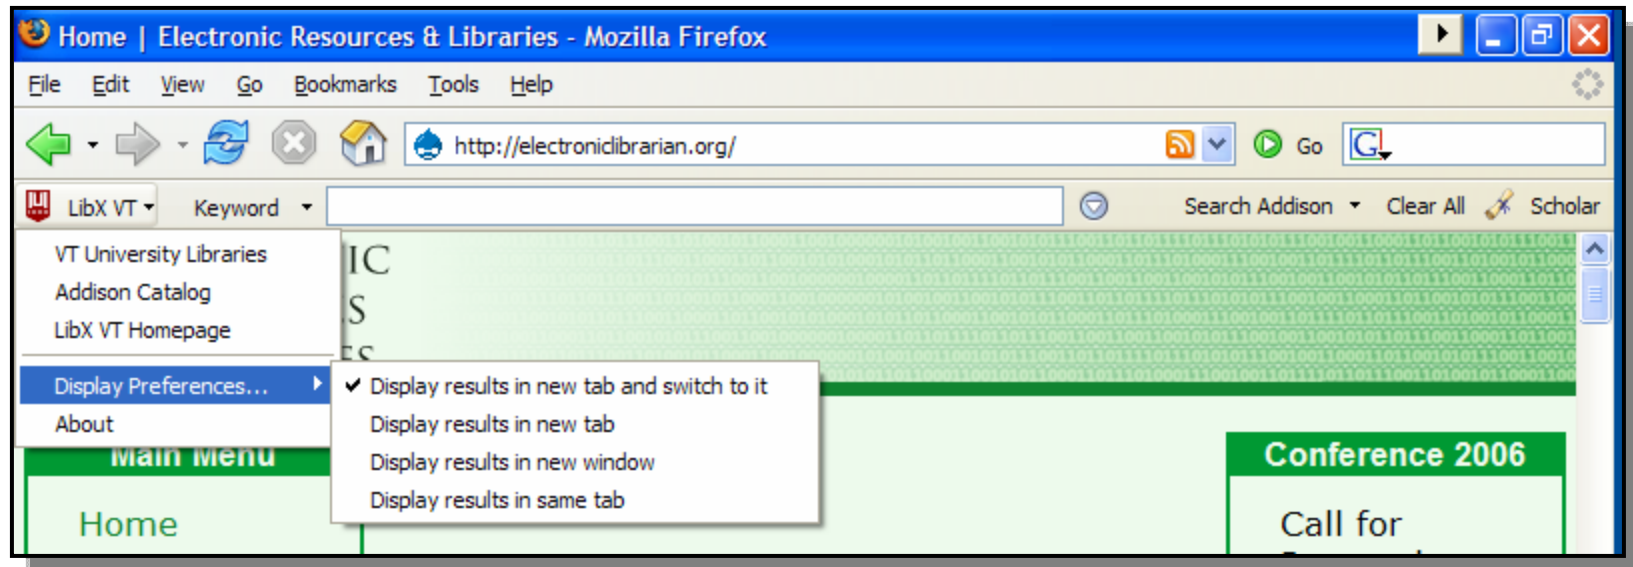 Home | Electronic Resources & Libraries - Mozilla Firefox
File Edit View Go Bookmarks Tools Help
http://electroniclibrarian.org/ Go G
LibX VT Keyword Search Addison Clear All Scholar
VT University Libraries
Addison Catalog
LibX VT Homepage
Display Preferences...
About
Display results in new tab and switch to it
Display results in new tab
Display results in new window
Display results in same tab
IC
S
ES
Main Menu
Home
Conference 2006
Call for